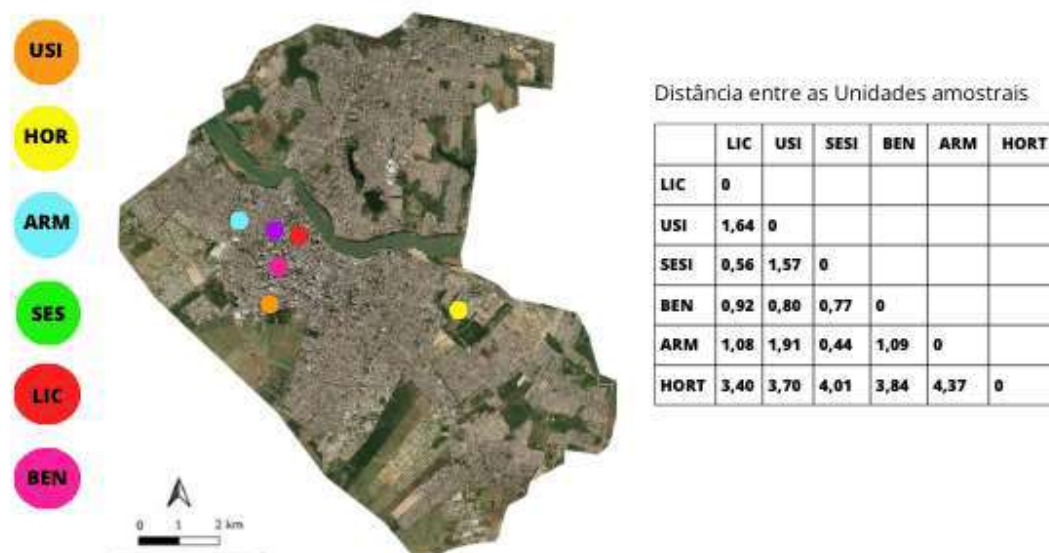 USI
HOR
ARM
SES
LIC
BEN
0 1 2 km
Distância entre as Unidades amostrais
LIC USI SESI BEN ARM HORT
LIC 0
USI 1,64 0
SESI 0,56 1,57 0
BEN 0,92 0,80 0,77 0
ARM 1,08 1,91 0,44 1,09 0
HORT 3,40 3,70 4,01 3,84 4,37 0